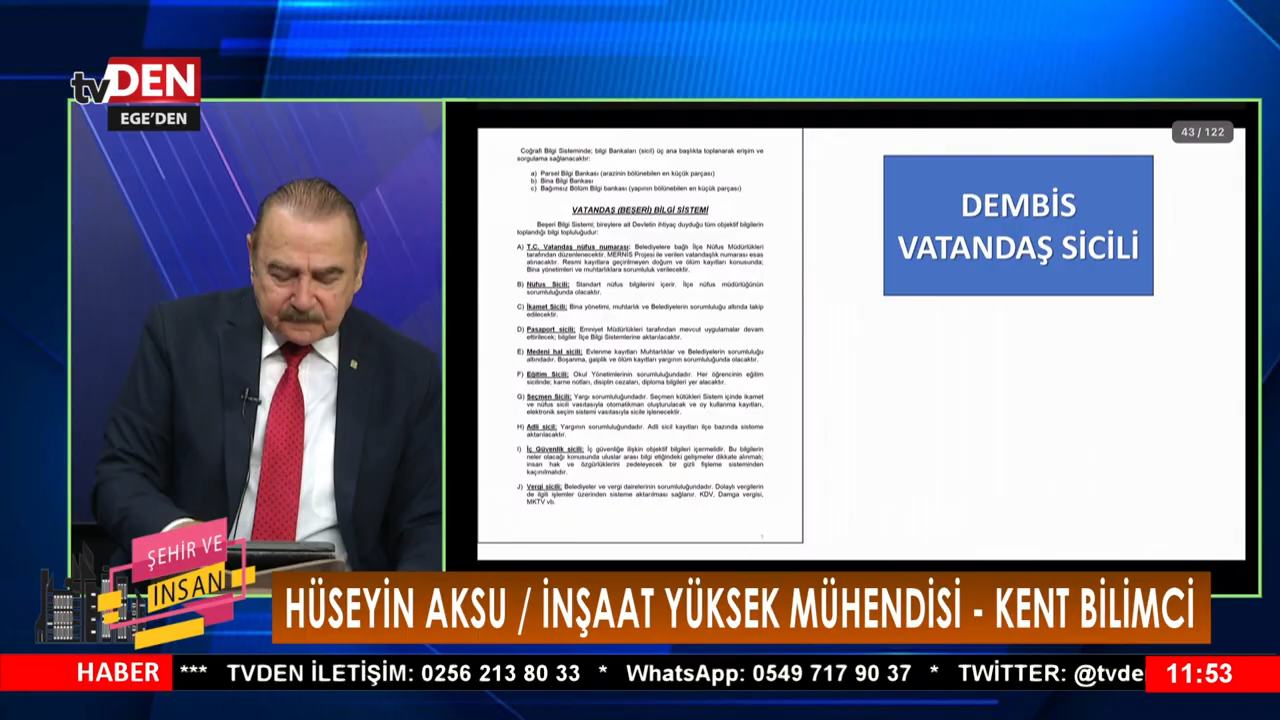 tvDEN
EGE'DEN
43 / 122
Coğrafi Bilgi Sisteminde; bilgi Bankaları (sicil) üç ana başlıkta toplanarak erişim ve
sorgulama sağlanacaktır:
a) Parsel Bilgi Bankası (arazinin bölünebilen en küçük parçası)
b) Bina Bilgi Bankası
c) Bağımsız Bölüm Bilgi bankası (yapının bölünebilen en küçük parçası)
VATANDAŞ (BEŞERİ) BİLGİ SİSTEMİ
Beşeri Bilgi Sistemi; bireylere ait Devletin ihtiyaç duyduğu tüm objektif bilgilerin
toplandığı bilgi topluluğudur:
A) T.C. Vatandaş nüfus numarası: Belediyelere bağlı İlçe Nüfus Müdürlükleri
tarafından düzenlenecektir. MERNİS Projesi ile verilen vatandaşlık numarası esas
alınacaktır. Resmi kayıtlara geçirilmeyen doğum ve ölüm kayıtları konusunda;
Bina yönetimleri ve muhtarlıklara sorumluluk verilecektir.
B) Nüfus Sicili: Standart nüfus bilgilerini içerir. İlçe nüfus müdürlüğünün
sorumluluğunda olacaktır.
C) İkamet Sicili: Bina yönetimi, muhtarlık ve Belediyelerin sorumluluğu altında takip
edilecektir.
D) Pasaport sicili: Emniyet Müdürlükleri tarafından mevcut uygulamalar devam
ettirilecek; bilgiler İlçe Bilgi Sistemlerine aktarılacaktır.
E) Medeni hal sicili: Evlenme kayıtları Muhtarlıklar ve Belediyelerin sorumluluğu
altındadır. Boşanma, gaiplik ve ölüm kayıtları yargının sorumluluğunda olacaktır.
F) Eğitim Sicili: Okul Yönetimlerinin sorumluluğundadır. Her öğrencinin eğitim
sicilinde; karne notları, disiplin cezaları, diploma bilgileri yer alacaktır.
G) Seçmen Sicili: Yargı sorumluluğundadır. Seçmen kütükleri Sistem içinde ikamet
ve nüfus sicili vasıtasıyla otomatikman oluşturulacak ve oy kullanma kayıtları,
elektronik seçim sistemi vasıtasıyla sicile işlenecektir.
H) Adli sicil: Yargının sorumluluğundadır. Adli sicil kayıtları ilçe bazında sisteme
aktarılacaktır.
I) İç Güvenlik sicili: İç güvenliğe ilişkin objektif bilgileri içermelidir. Bu bilgilerin
neler olacağı konusunda uluslar arası bilgi etiğindeki gelişmeler dikkate alınmalı;
insan hak ve özgürlüklerini zedeleyecek bir gizli fişleme sisteminden
kaçınılmalıdır.
J) Vergi sicili: Belediyeler ve vergi dairelerinin sorumluluğundadır. Dolaylı vergilerin
de ilgili işlemler üzerinden sisteme aktarılması sağlanır. KDV, Damga vergisi,
MKTV vb.
DEMBİS
VATANDAŞ SİCİLİ
ŞEHİR VE
İNSAN
HÜSEYİN AKSU / İNŞAAT YÜKSEK MÜHENDİSİ - KENT BİLİMCİ
HABER *** TVDEN İLETİŞİM: 0256 213 80 33 * WhatsApp: 0549 717 90 37 * TWİTTER: @tvde 11:53